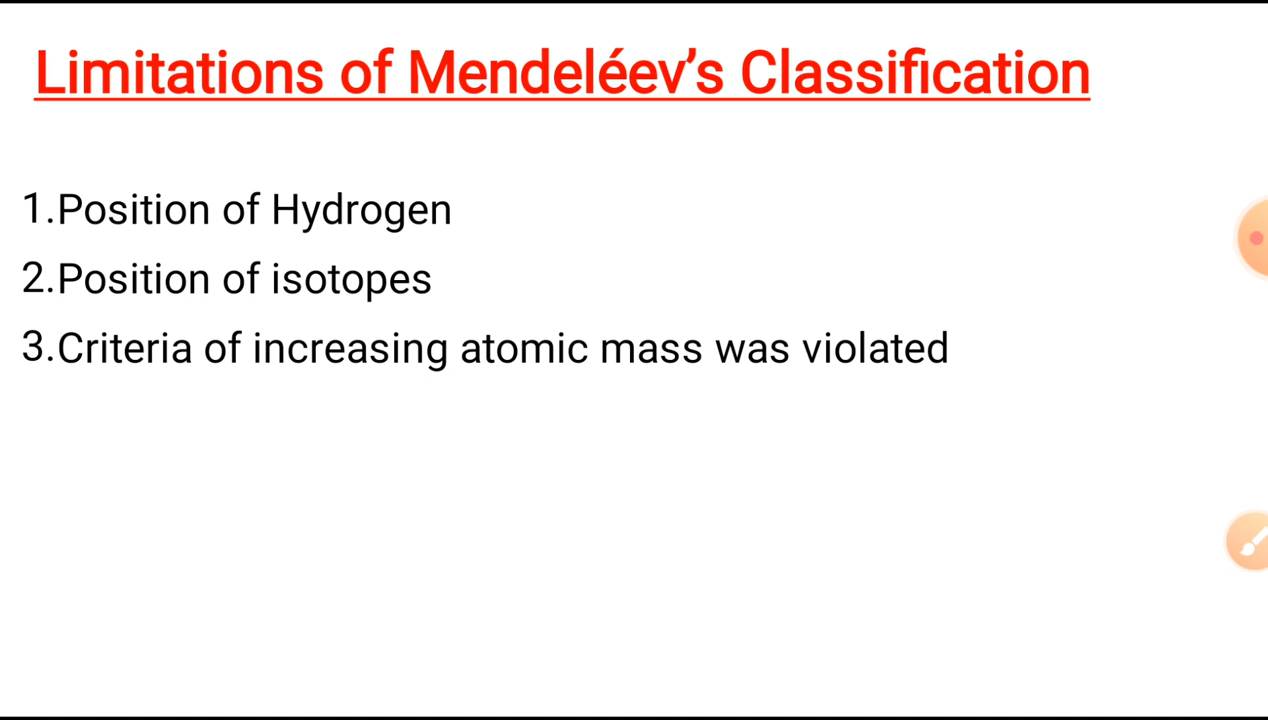 Limitations of Mendeléev’s Classification
1.Position of Hydrogen
2.Position of isotopes
3.Criteria of increasing atomic mass was violated